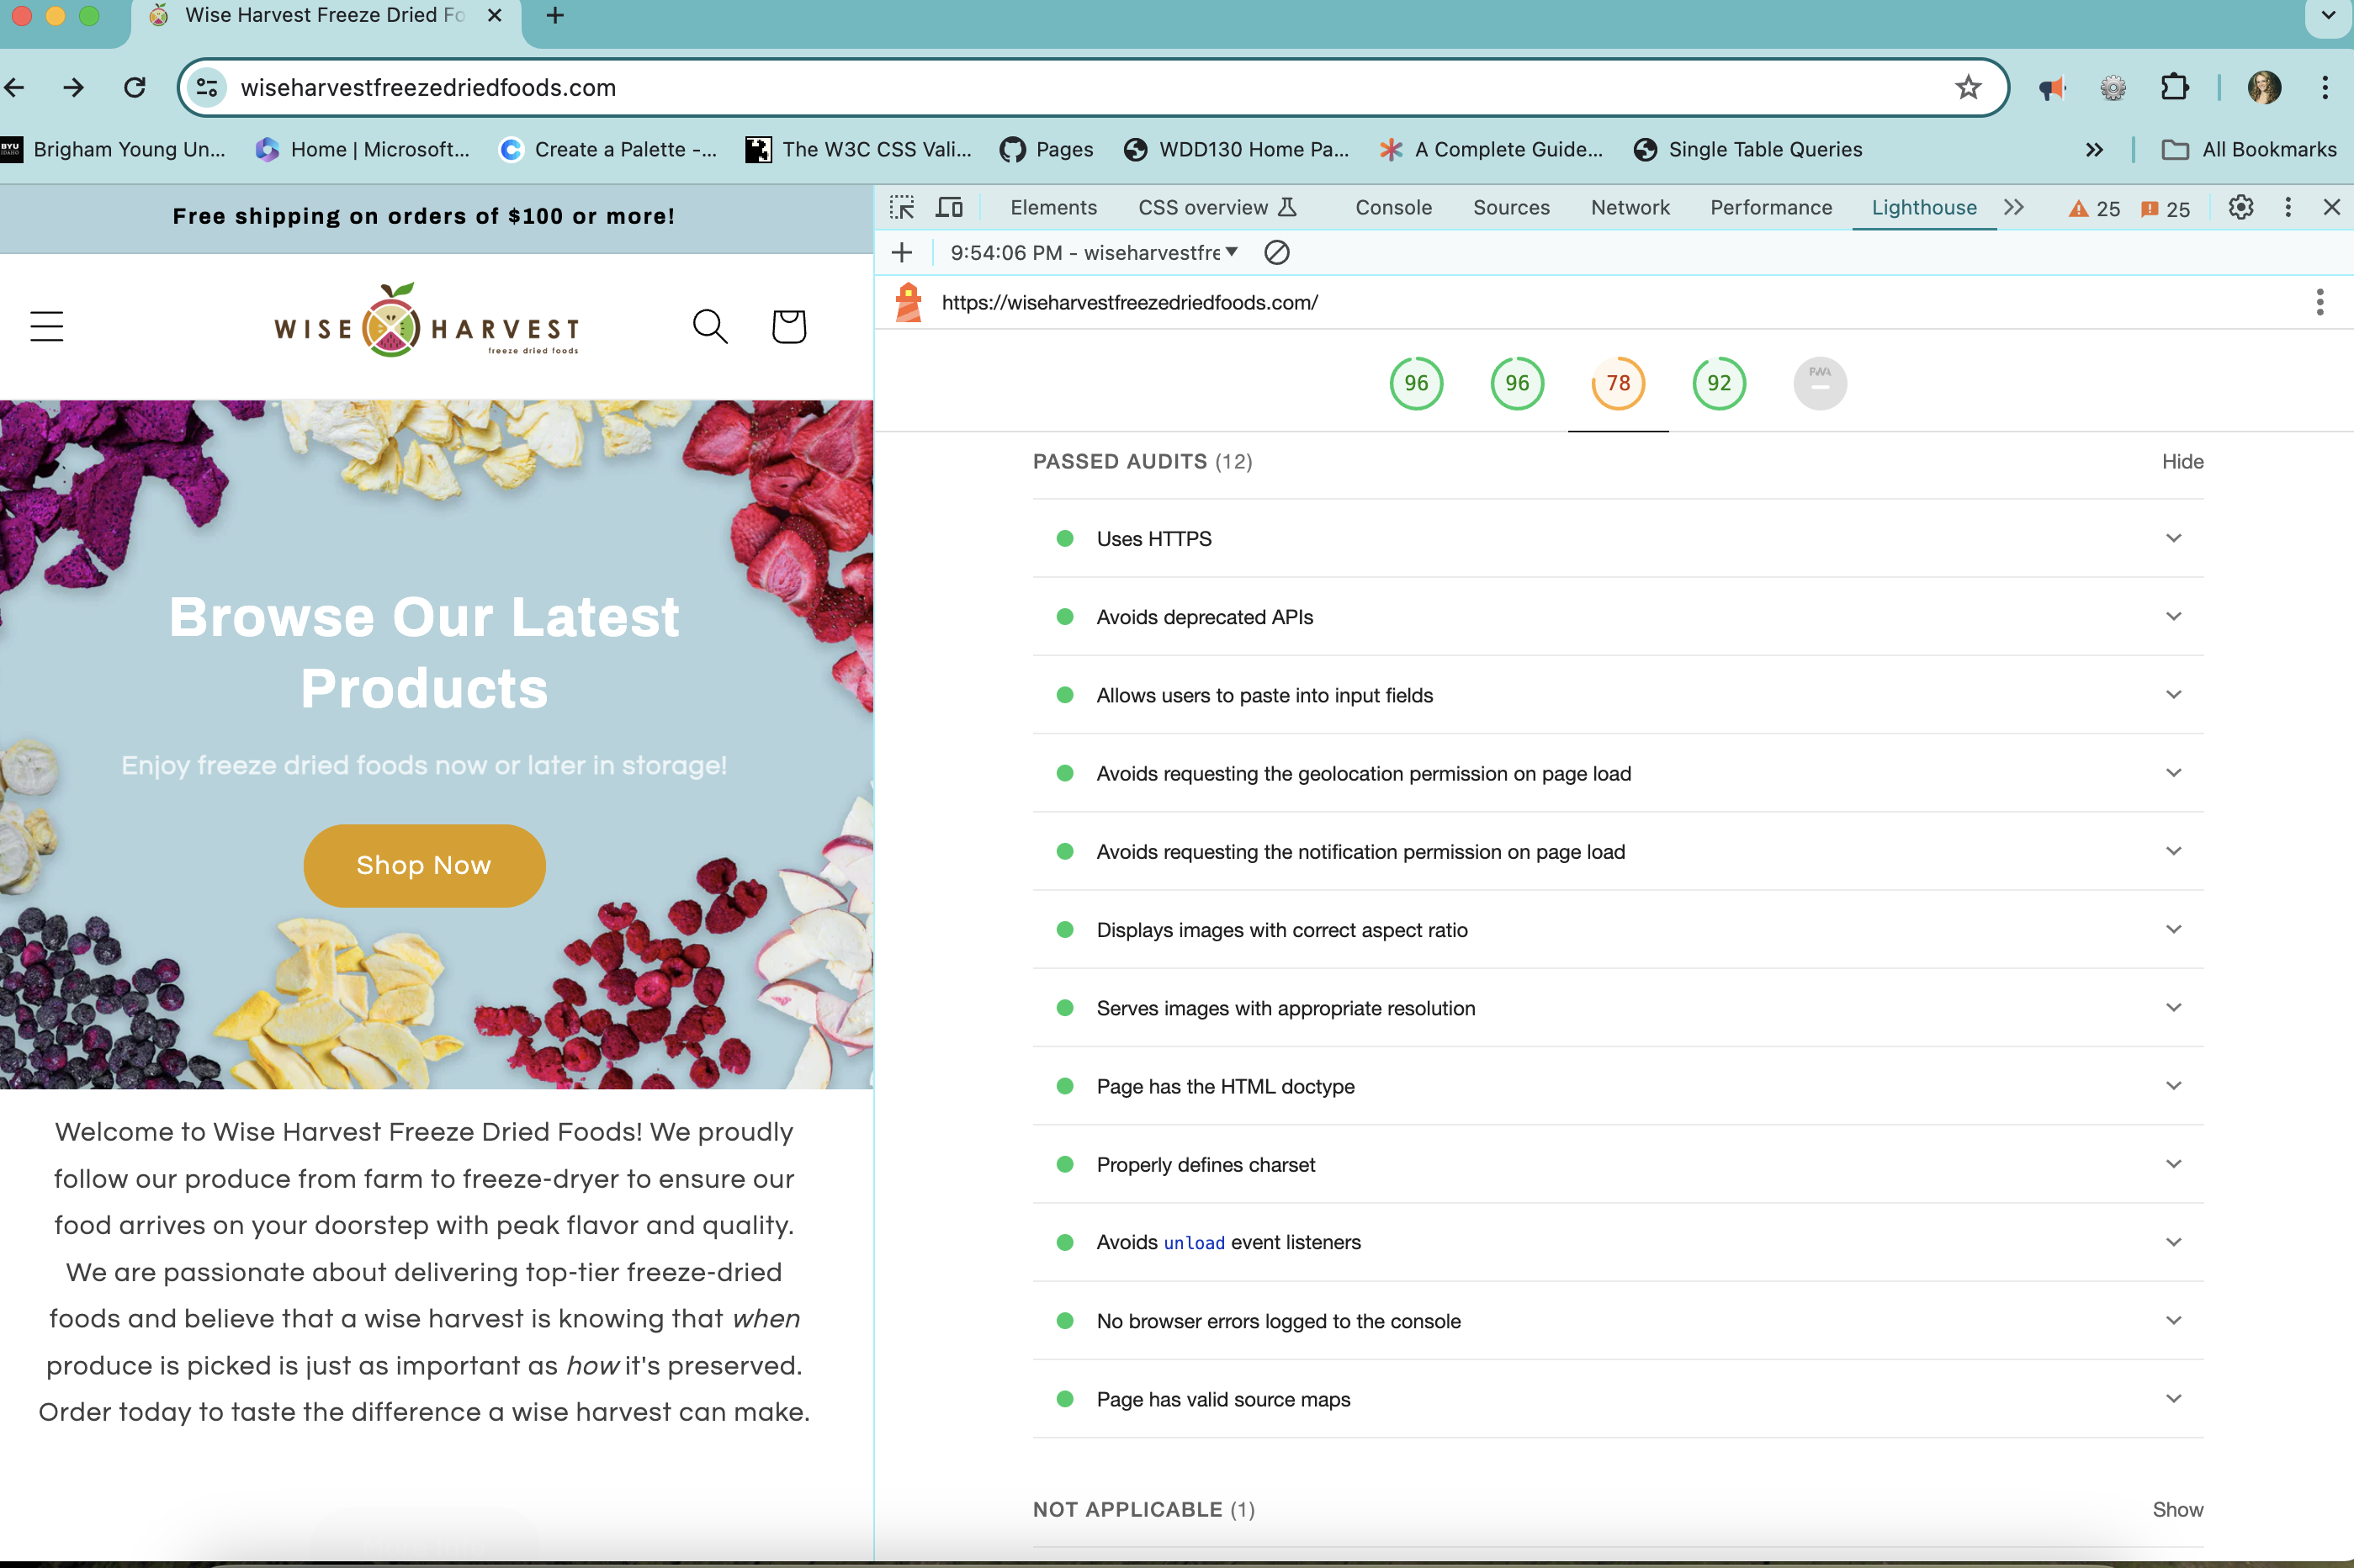 Wise Harvest Freeze Dried Fo
wiseharvestfreezedriedfoods.com
BYU
IDAHO
Brigham Young Un...
Home | Microsoft...
Create a Palette -...
The W3C CSS Vali...
Pages
WDD130 Home Pa...
A Complete Guide...
Single Table Queries
All Bookmarks
Free shipping on orders of $100 or more!
WISE HARVEST
freeze dried foods
Browse Our Latest
Products
Enjoy freeze dried foods now or later in storage!
Shop Now
Welcome to Wise Harvest Freeze Dried Foods! We proudly
follow our produce from farm to freeze-dryer to ensure our
food arrives on your doorstep with peak flavor and quality.
We are passionate about delivering top-tier freeze-dried
foods and believe that a wise harvest is knowing that when
produce is picked is just as important as how it's preserved.
Order today to taste the difference a wise harvest can make.
Elements CSS overview Console Sources Network Performance Lighthouse 25 25
9:54:06 PM - wiseharvestfre
https://wiseharvestfreezedriedfoods.com/
96 96 78 92 PWA
PASSED AUDITS (12) Hide
Uses HTTPS
Avoids deprecated APIs
Allows users to paste into input fields
Avoids requesting the geolocation permission on page load
Avoids requesting the notification permission on page load
Displays images with correct aspect ratio
Serves images with appropriate resolution
Page has the HTML doctype
Properly defines charset
Avoids unload event listeners
No browser errors logged to the console
Page has valid source maps
NOT APPLICABLE (1) Show